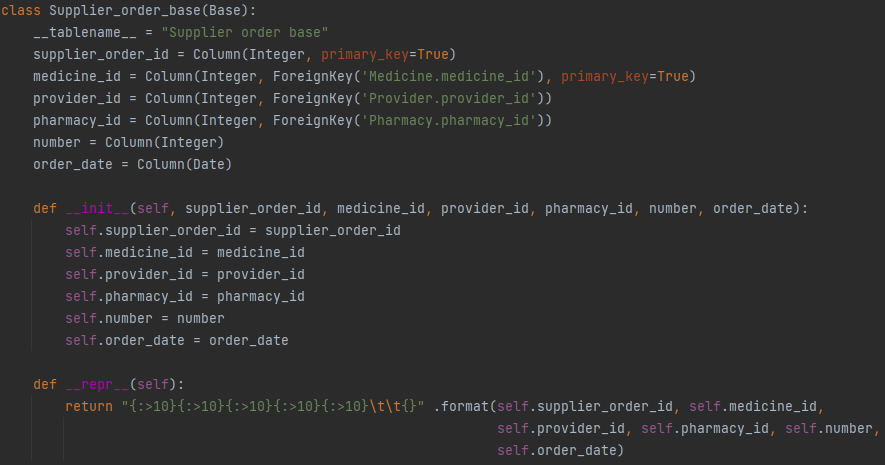 class Supplier_order_base(Base):
    __tablename__ = "Supplier order base"
    supplier_order_id = Column(Integer, primary_key=True)
    medicine_id = Column(Integer, ForeignKey('Medicine.medicine_id'), primary_key=True)
    provider_id = Column(Integer, ForeignKey('Provider.provider_id'))
    pharmacy_id = Column(Integer, ForeignKey('Pharmacy.pharmacy_id'))
    number = Column(Integer)
    order_date = Column(Date)
    def __init__(self, supplier_order_id, medicine_id, provider_id, pharmacy_id, number, order_date):
        self.supplier_order_id = supplier_order_id
        self.medicine_id = medicine_id
        self.provider_id = provider_id
        self.pharmacy_id = pharmacy_id
        self.number = number
        self.order_date = order_date
    def __repr__(self):
        return "{:>10}{:>10}{:>10}{:>10}{:>10}\t\t{}" .format(self.supplier_order_id, self.medicine_id,
                                                              self.provider_id, self.pharmacy_id, self.number,
                                                              self.order_date)